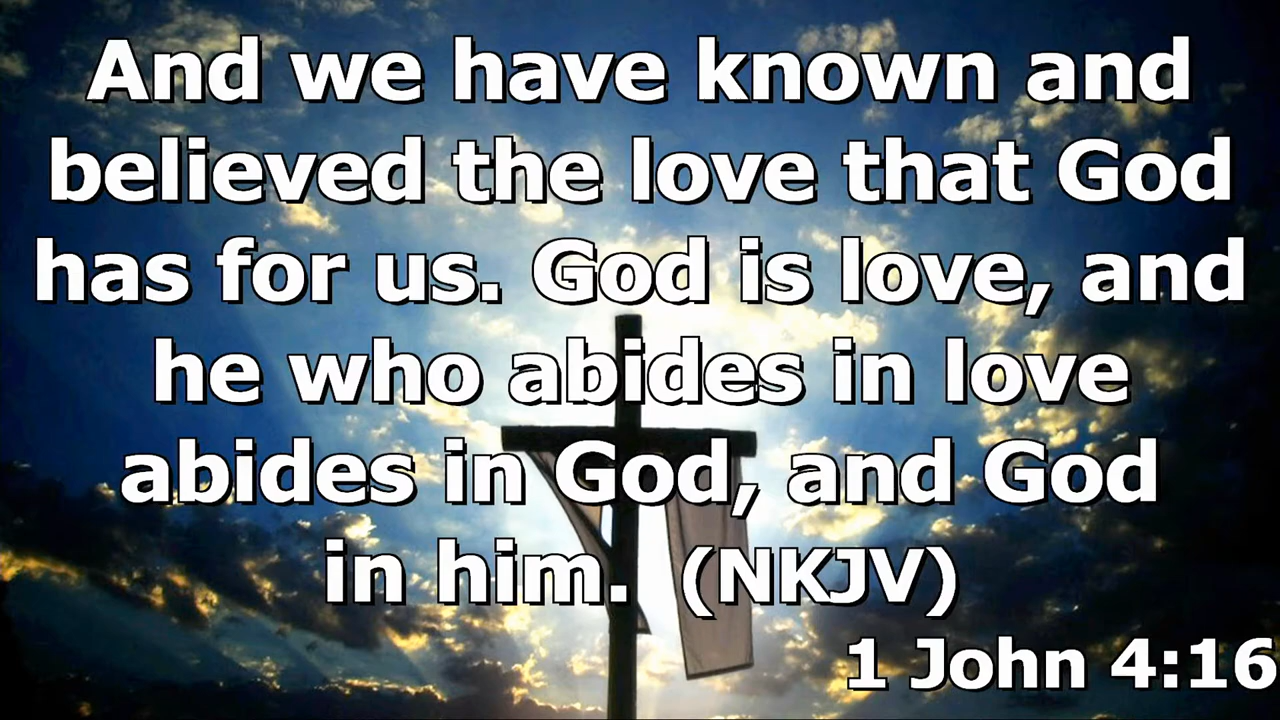 And we have known and
believed the love that God
has for us. God is love, and
he who abides in love
abides in God, and God
in him. (NKJV)
1 John 4:16